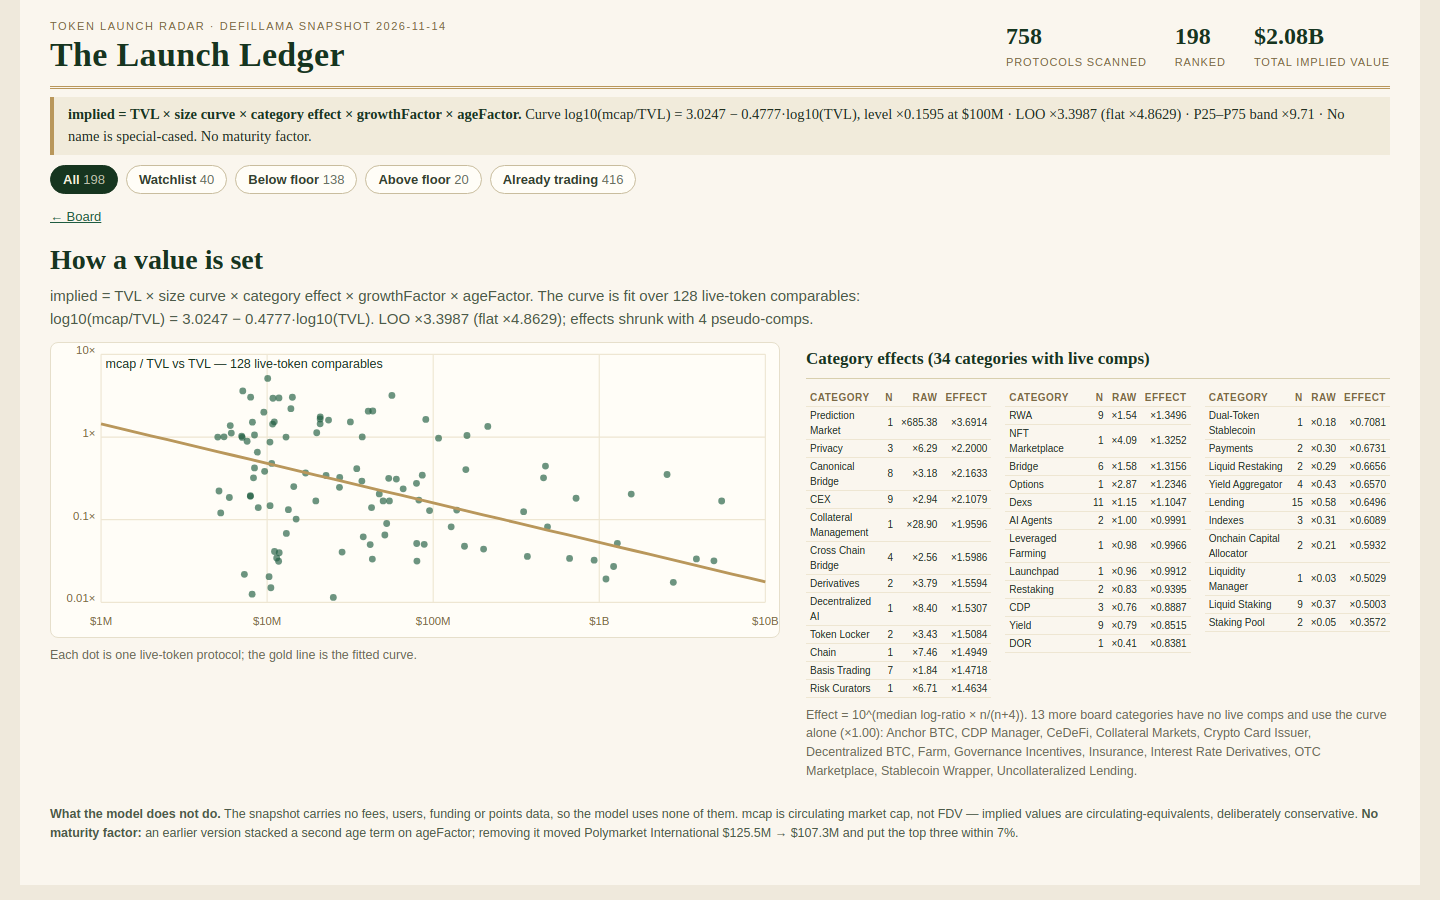 TOKEN LAUNCH RADAR · DEFILLAMA SNAPSHOT 2026-11-14
The Launch Ledger
758
PROTOCOLS SCANNED
198
RANKED
$2.08B
TOTAL IMPLIED VALUE
implied = TVL × size curve × category effect × growthFactor × ageFactor. Curve log10(mcap/TVL) = 3.0247 − 0.4777·log10(TVL), level ×0.1595 at $100M · LOO ×3.3987 (flat ×4.8629) · P25–P75 band ×9.71 · No
name is special-cased. No maturity factor.
All 198
Watchlist 40
Below floor 138
Above floor 20
Already trading 416
← Board
How a value is set
implied = TVL × size curve × category effect × growthFactor × ageFactor. The curve is fit over 128 live-token comparables:
log10(mcap/TVL) = 3.0247 − 0.4777·log10(TVL). LOO ×3.3987 (flat ×4.8629); effects shrunk with 4 pseudo-comps.
mcap / TVL vs TVL — 128 live-token comparables
10×
1×
0.1×
0.01×
$1M
$10M
$100M
$1B
$10B
Each dot is one live-token protocol; the gold line is the fitted curve.
Category effects (34 categories with live comps)
CATEGORY N RAW EFFECT
Prediction
Market 1 ×685.38 ×3.6914
Privacy 3 ×6.29 ×2.2000
Canonical
Bridge 8 ×3.18 ×2.1633
CEX 9 ×2.94 ×2.1079
Collateral
Management 1 ×28.90 ×1.9596
Cross Chain
Bridge 4 ×2.56 ×1.5986
Derivatives 2 ×3.79 ×1.5594
Decentralized
AI 1 ×8.40 ×1.5307
Token Locker 2 ×3.43 ×1.5084
Chain 1 ×7.46 ×1.4949
Basis Trading 7 ×1.84 ×1.4718
Risk Curators 1 ×6.71 ×1.4634
CATEGORY N RAW EFFECT
RWA 9 ×1.54 ×1.3496
NFT
Marketplace 1 ×4.09 ×1.3252
Bridge 6 ×1.58 ×1.3156
Options 1 ×2.87 ×1.2346
Dexs 11 ×1.15 ×1.1047
AI Agents 2 ×1.00 ×0.9991
Leveraged
Farming 1 ×0.98 ×0.9966
Launchpad 1 ×0.96 ×0.9912
Restaking 2 ×0.83 ×0.9395
CDP 3 ×0.76 ×0.8887
Yield 9 ×0.79 ×0.8515
DOR 1 ×0.41 ×0.8381
CATEGORY N RAW EFFECT
Dual-Token
Stablecoin 1 ×0.18 ×0.7081
Payments 2 ×0.30 ×0.6731
Liquid Restaking 2 ×0.29 ×0.6656
Yield Aggregator 4 ×0.43 ×0.6570
Lending 15 ×0.58 ×0.6496
Indexes 3 ×0.31 ×0.6089
Onchain Capital
Allocator 2 ×0.21 ×0.5932
Liquidity
Manager 1 ×0.03 ×0.5029
Liquid Staking 9 ×0.37 ×0.5003
Staking Pool 2 ×0.05 ×0.3572
Effect = 10^(median log-ratio × n/(n+4)). 13 more board categories have no live comps and use the curve
alone (×1.00): Anchor BTC, CDP Manager, CeDeFi, Collateral Markets, Crypto Card Issuer,
Decentralized BTC, Farm, Governance Incentives, Insurance, Interest Rate Derivatives, OTC
Marketplace, Stablecoin Wrapper, Uncollateralized Lending.
What the model does not do. The snapshot carries no fees, users, funding or points data, so the model uses none of them. mcap is circulating market cap, not FDV — implied values are circulating-equivalents, deliberately conservative. No
maturity factor: an earlier version stacked a second age term on ageFactor; removing it moved Polymarket International $125.5M → $107.3M and put the top three within 7%.